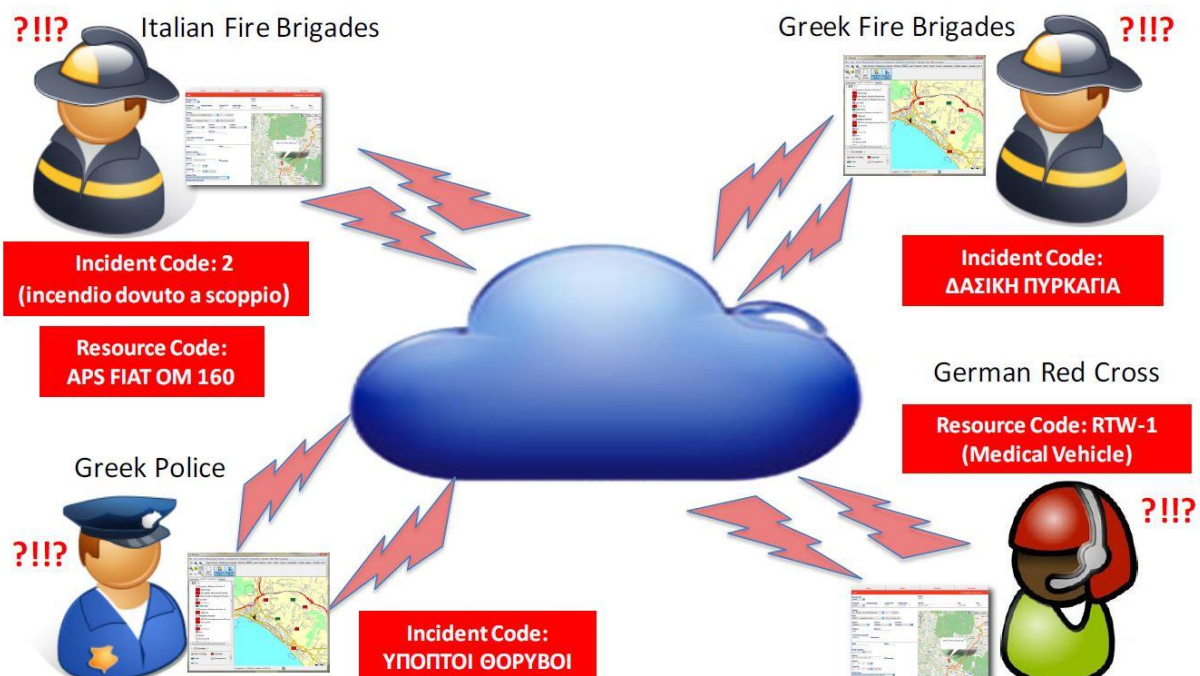 ?!!?
Italian Fire Brigades
Incident Code: 2
(incendio dovuto a scoppio)
Resource Code:
APS FIAT OM 160
Greek Fire Brigades
?!!?
Incident Code:
ΔΑΣΙΚΗ ΠΥΡΚΑΓΙΑ
Greek Police
?!!?
Incident Code:
ΥΠΟΠΤΟΙ ΘΟΡΥΒΟΙ
German Red Cross
Resource Code: RTW-1
(Medical Vehicle)
?!!?